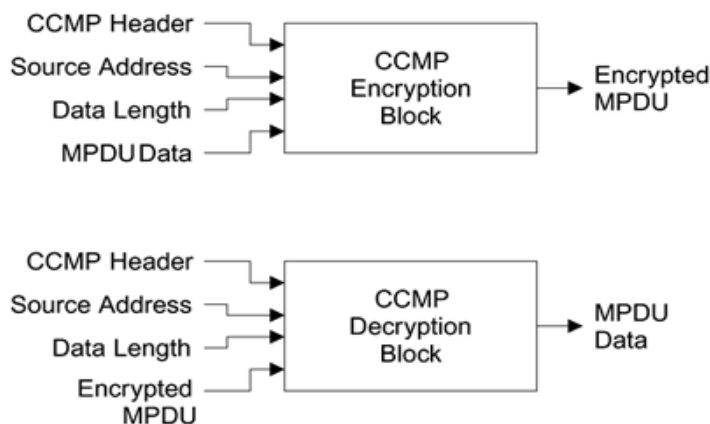 CCMP Header
Source Address
Data Length
MPDU Data
CCMP
Encryption
Block
Encrypted
MPDU
CCMP Header
Source Address
Data Length
Encrypted
MPDU
CCMP
Decryption
Block
MPDU
Data